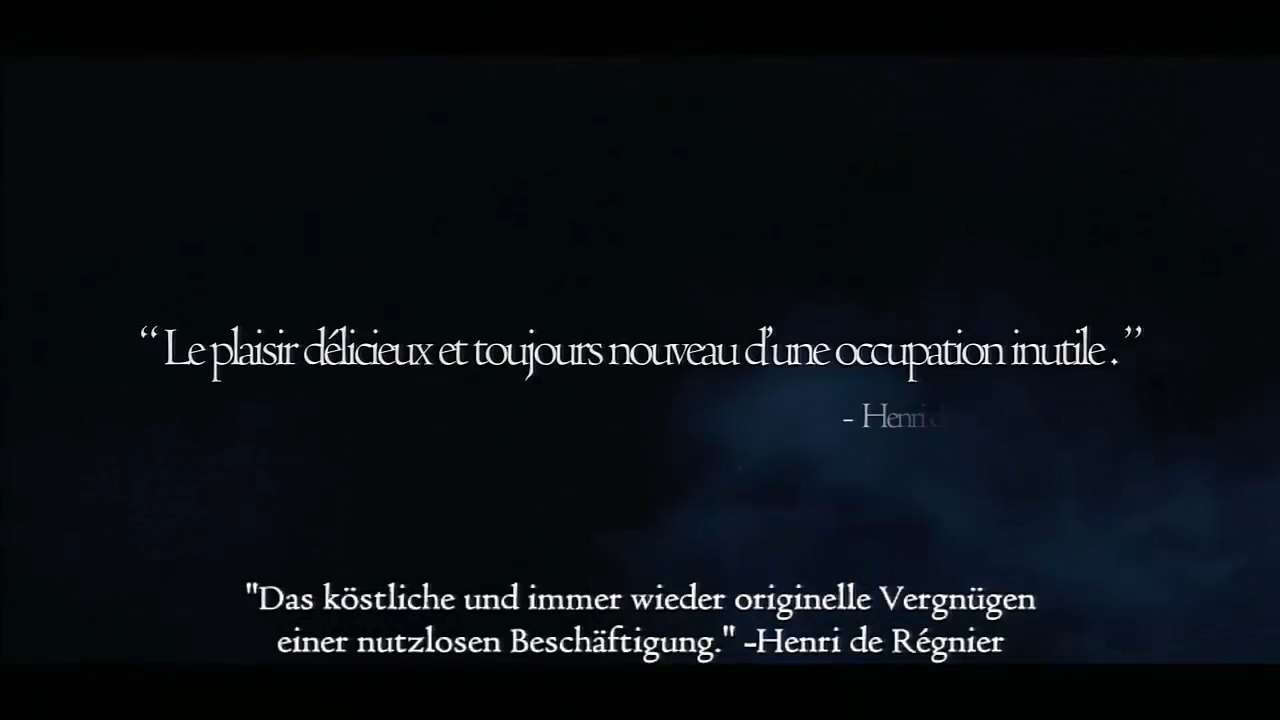 “ Le plaisir délicieux et toujours nouveau d’une occupation inutile . ”
- Henri
"Das köstliche und immer wieder originelle Vergnügen
einer nutzlosen Beschäftigung." -Henri de Régnier